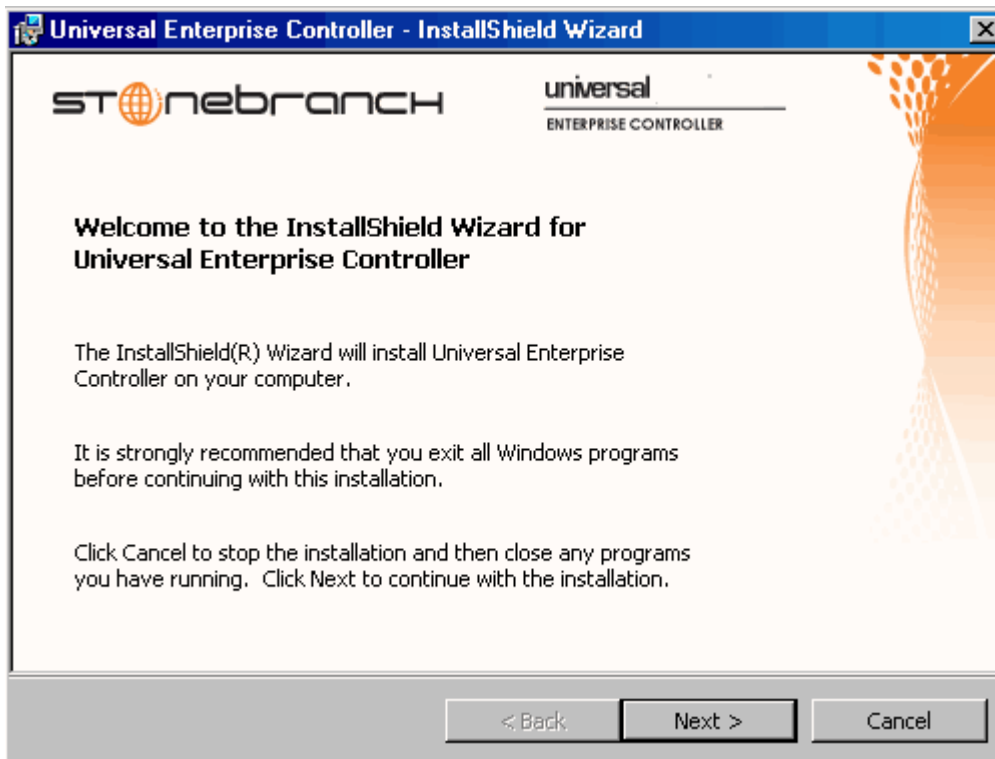 Universal Enterprise Controller - InstallShield Wizard
stonebranch
universal
ENTERPRISE CONTROLLER
Welcome to the InstallShield Wizard for
Universal Enterprise Controller
The InstallShield(R) Wizard will install Universal Enterprise
Controller on your computer.
It is strongly recommended that you exit all Windows programs
before continuing with this installation.
Click Cancel to stop the installation and then close any programs
you have running.  Click Next to continue with the installation.
< Back
Next >
Cancel